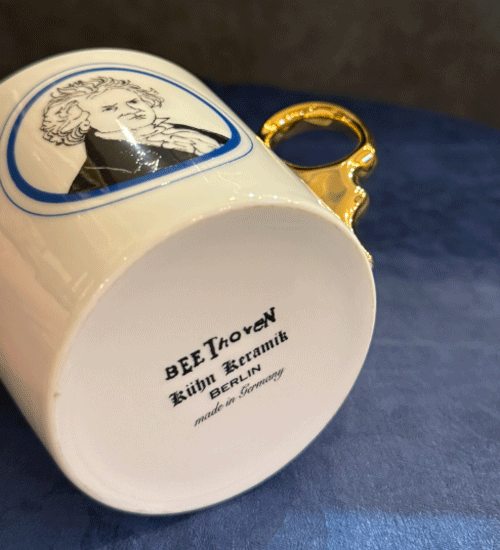 BEEThoveN
Kühn Keramik
BERLIN
made in Germany